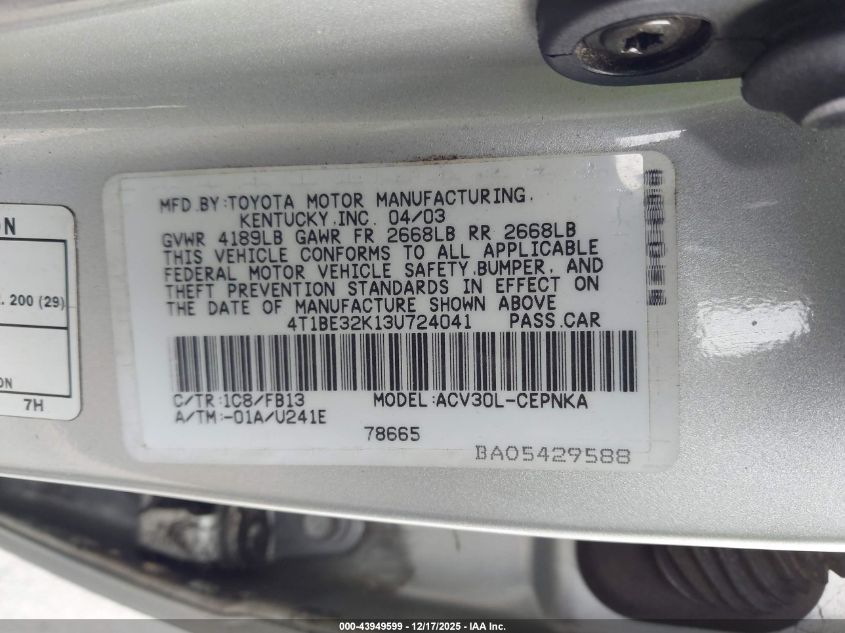 N
. 200 (29)
ON
7H
MFD.BY:TOYOTA MOTOR MANUFACTURING,
KENTUCKY,INC. 04/03
GVWR 4189LB GAWR FR 2668LB RR 2668LB
THIS VEHICLE CONFORMS TO ALL APPLICABLE
FEDERAL MOTOR VEHICLE SAFETY,BUMPER, AND
THEFT PREVENTION STANDARDS IN EFFECT ON
THE DATE OF MANUFACTURE SHOWN ABOVE
4T1BE32K13U724041 PASS.CAR
C/TR:1C8/FB13 MODEL:ACV30L-CEPNKA
A/TM:-01A/U241E
78665
BA05429588
000-43949599 - 12/17/2025 - IAA Inc.